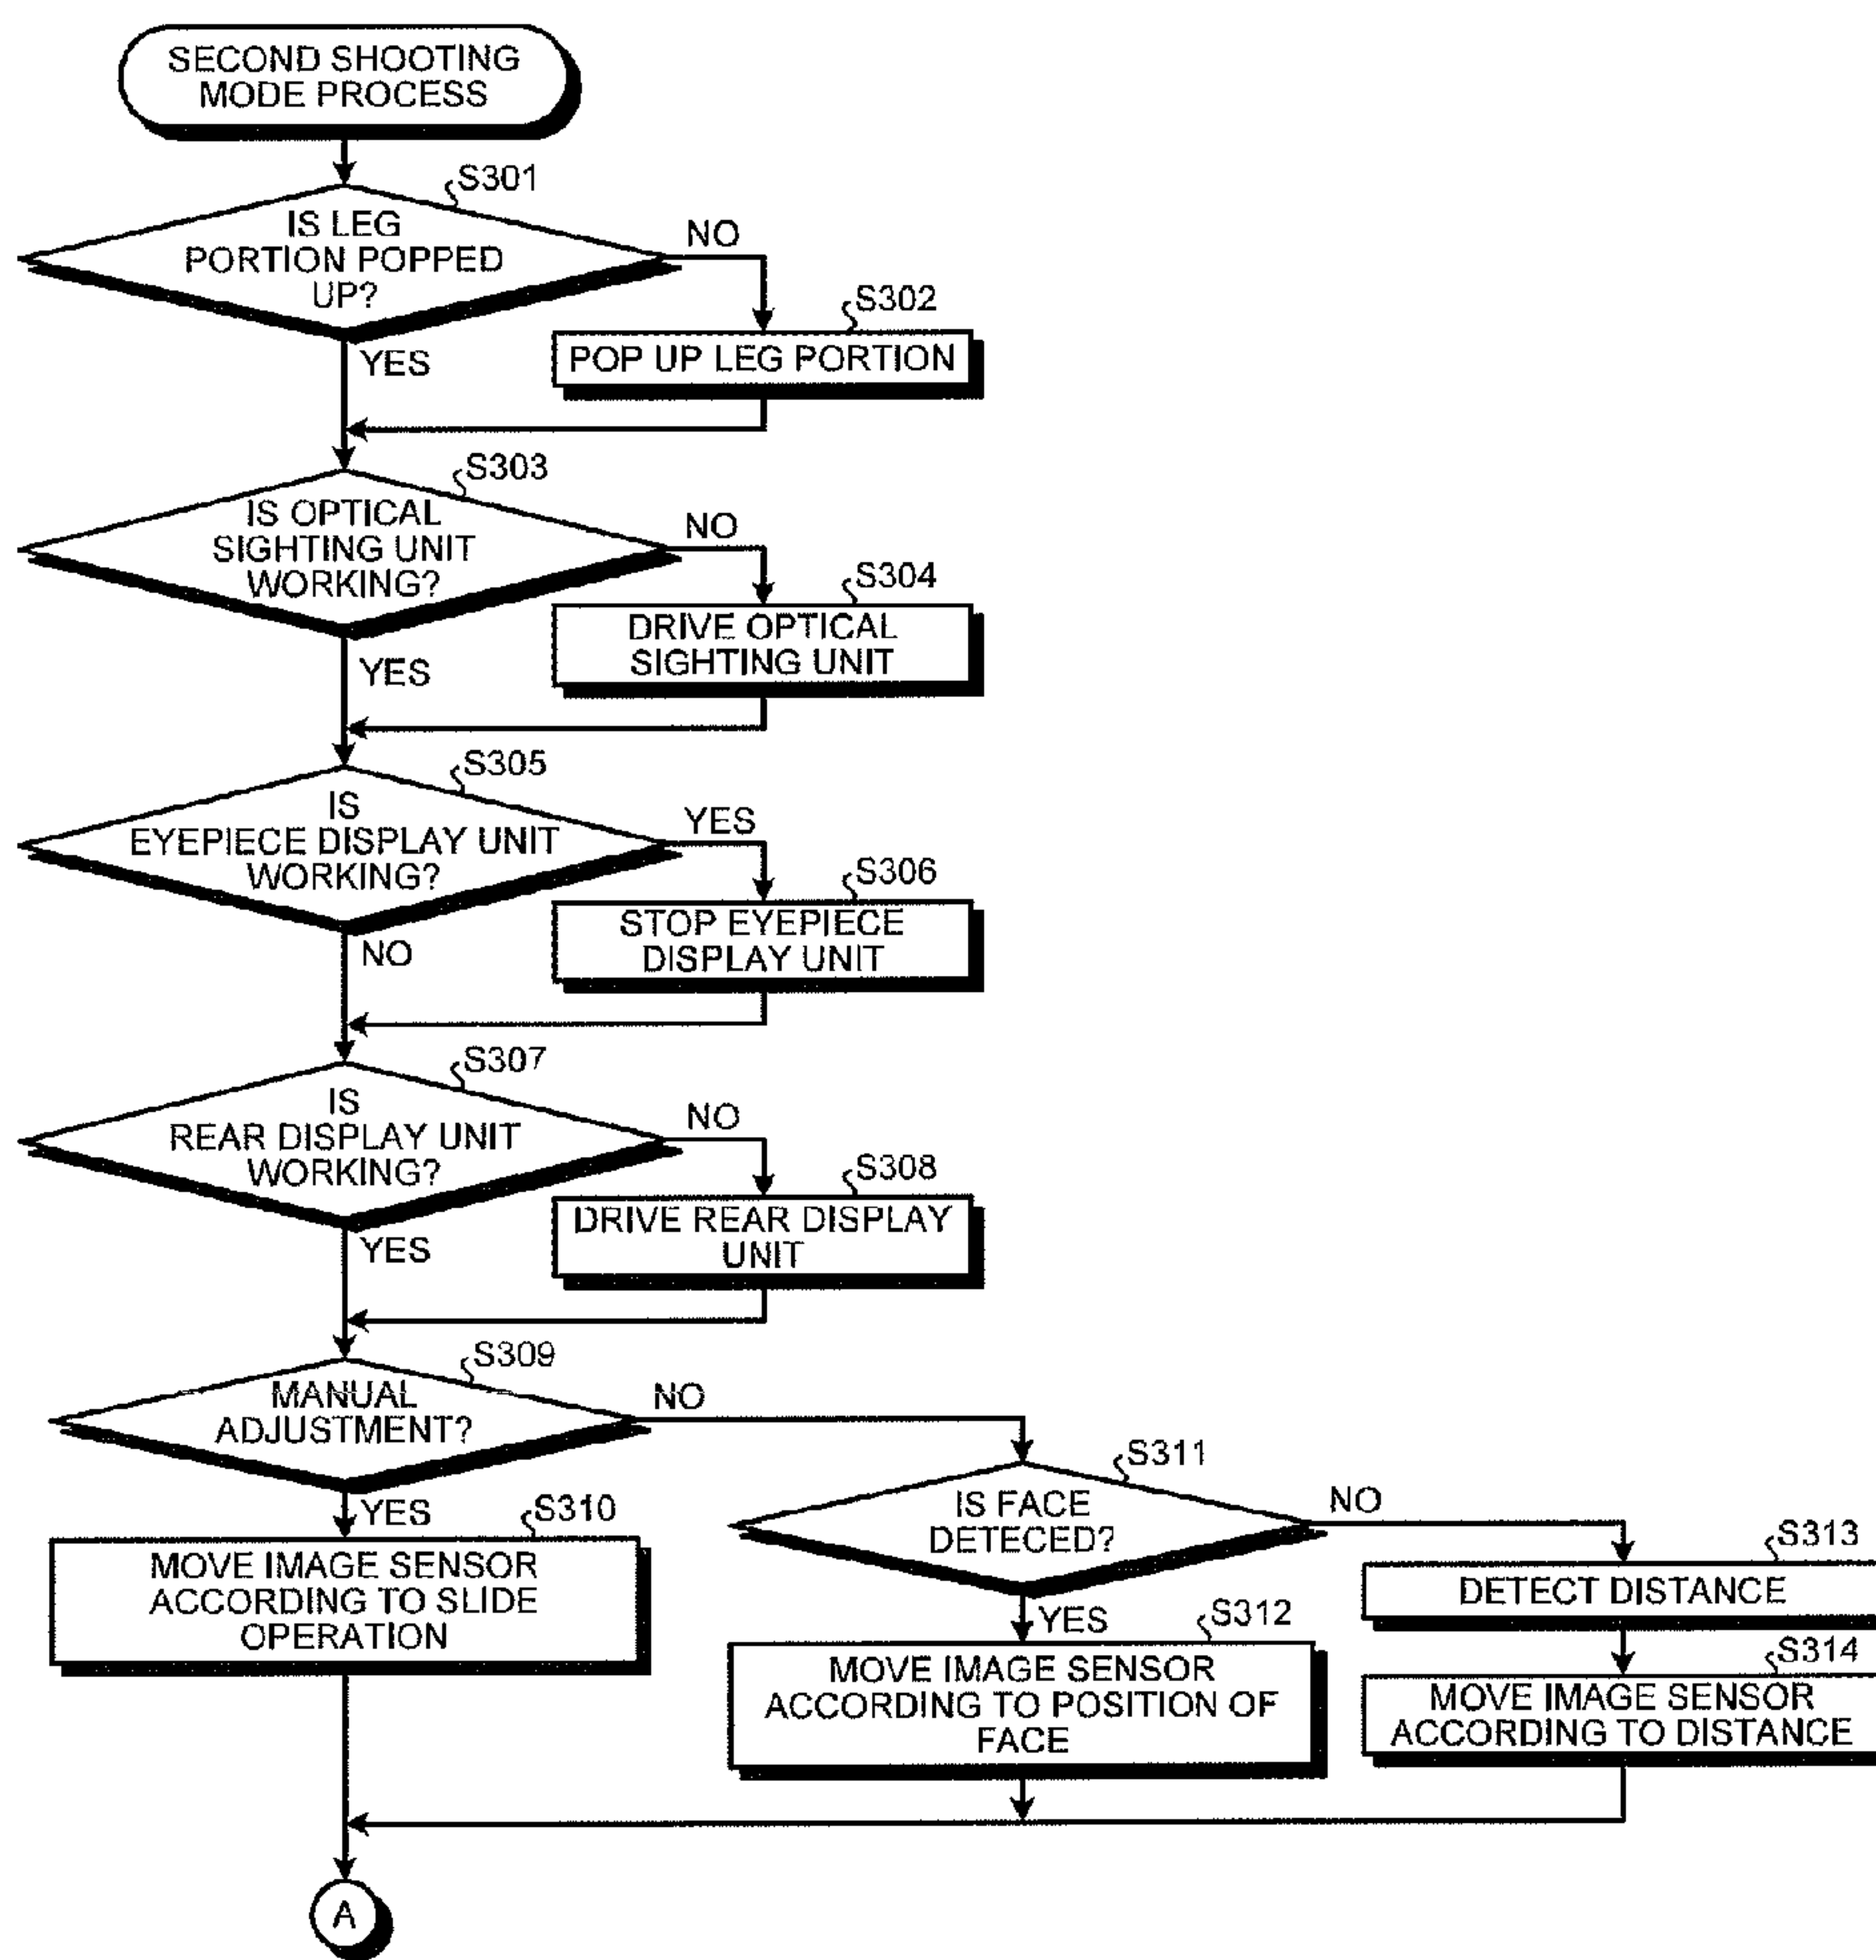 SECOND SHOOTING
MODE PROCESS
S301
IS LEG
PORTION POPPED
UP?
NO
YES
S302
POP UP LEG PORTION
S303
IS OPTICAL
SIGHTING UNIT
WORKING?
NO
YES
S304
DRIVE OPTICAL
SIGHTING UNIT
S305
IS
EYEPIECE DISPLAY UNIT
WORKING?
YES
NO
S306
STOP EYEPIECE
DISPLAY UNIT
S307
IS
REAR DISPLAY UNIT
WORKING?
NO
YES
S308
DRIVE REAR DISPLAY
UNIT
S309
MANUAL
ADJUSTMENT?
NO
YES
S310
MOVE IMAGE SENSOR
ACCORDING TO SLIDE
OPERATION
S311
IS FACE
DETECED?
NO
YES
S312
MOVE IMAGE SENSOR
ACCORDING TO POSITION OF
FACE
S313
DETECT DISTANCE
S314
MOVE IMAGE SENSOR
ACCORDING TO DISTANCE
A